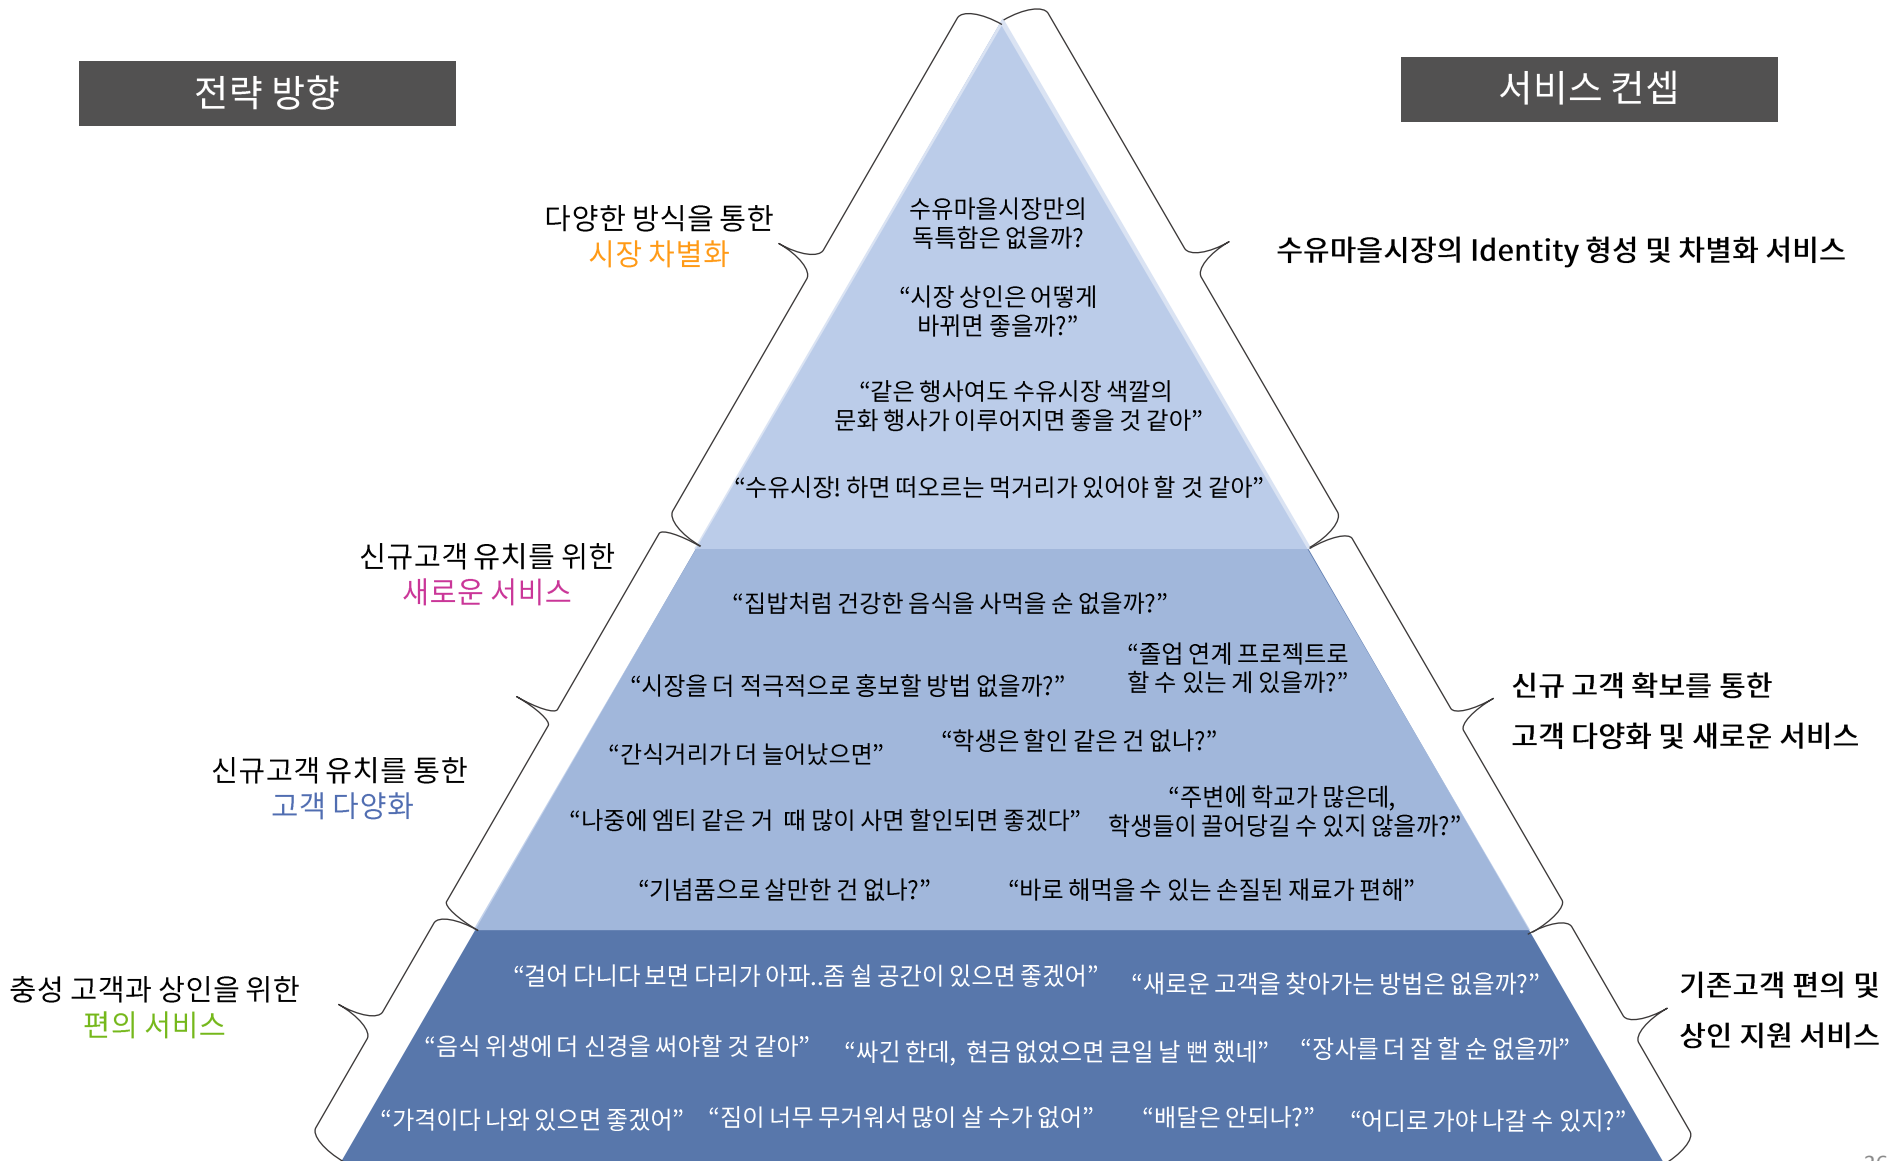 전략 방향
서비스 컨셉
다양한 방식을 통한
시장 차별화
수유마을시장만의
독특함은 없을까?
수유마을시장의 Identity 형성 및 차별화 서비스
“시장 상인은 어떻게
바뀌면 좋을까?”
“같은 행사여도 수유시장 색깔의
문화 행사가 이루어지면 좋을 것 같아”
“수유시장! 하면 떠오르는 먹거리가 있어야 할 것 같아”
신규고객 유치를 위한
새로운 서비스
“집밥처럼 건강한 음식을 사먹을 순 없을까?”
“졸업 연계 프로젝트로
할 수 있는 게 있을까?”
“시장을 더 적극적으로 홍보할 방법 없을까?”
신규 고객 확보를 통한
고객 다양화 및 새로운 서비스
“학생은 할인 같은 건 없나?”
“간식거리가 더 늘어났으면”
신규고객 유치를 통한
고객 다양화
“나중에 엠티 같은 거 때 많이 사면 할인되면 좋겠다”
“주변에 학교가 많은데,
학생들이 끌어당길 수 있지 않을까?”
“기념품으로 살만한 건 없나?”
“바로 해먹을 수 있는 손질된 재료가 편해”
충성 고객과 상인을 위한
편의 서비스
“걸어 다니다 보면 다리가 아파..좀 쉴 공간이 있으면 좋겠어”
“새로운 고객을 찾아가는 방법은 없을까?”
기존고객 편의 및
상인 지원 서비스
“음식 위생에 더 신경을 써야할 것 같아”
“싸긴 한데, 현금 없었으면 큰일 날 뻔 했네”
“장사를 더 잘 할 순 없을까”
“가격이다 나와 있으면 좋겠어”
“짐이 너무 무거워서 많이 살 수가 없어”
“배달은 안되나?”
“어디로 가야 나갈 수 있지?”